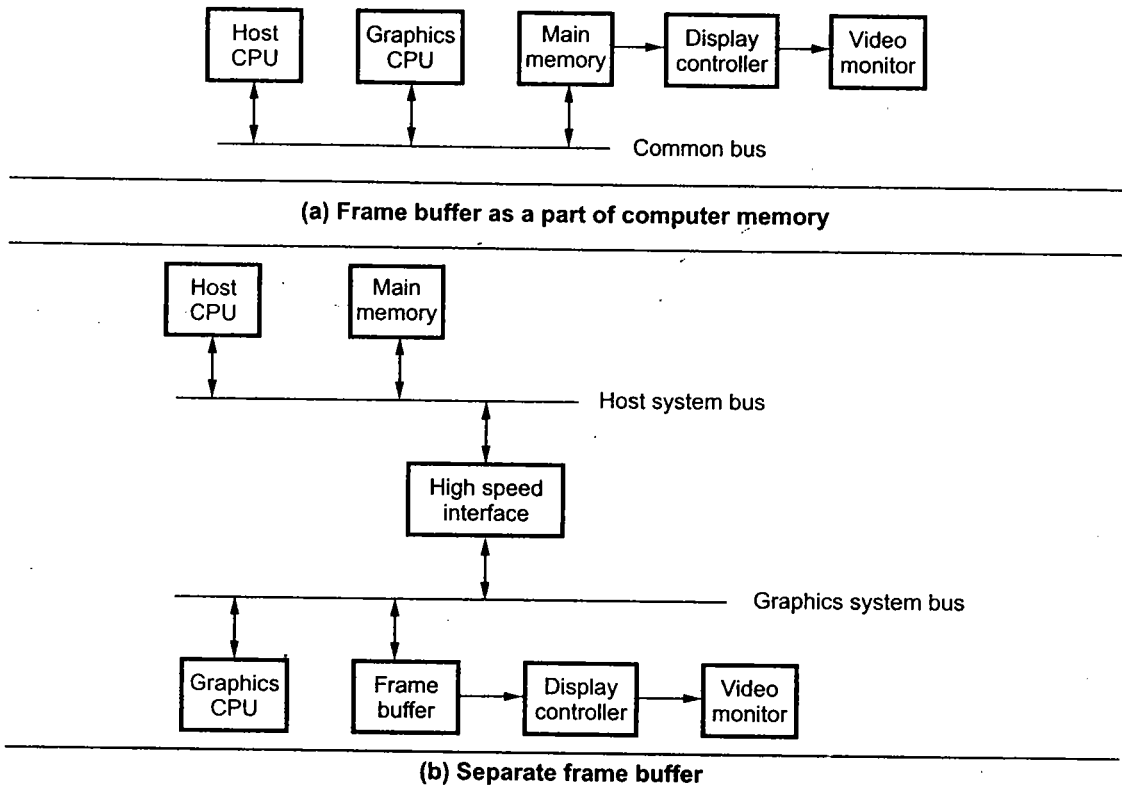 Host
CPU
Graphics
CPU
Main
memory
Display
controller
Video
monitor
Common bus
(a) Frame buffer as a part of computer memory
Host
CPU
Main
memory
Host system bus
High speed
interface
Graphics system bus
Graphics
CPU
Frame
buffer
Display
controller
Video
monitor
(b) Separate frame buffer